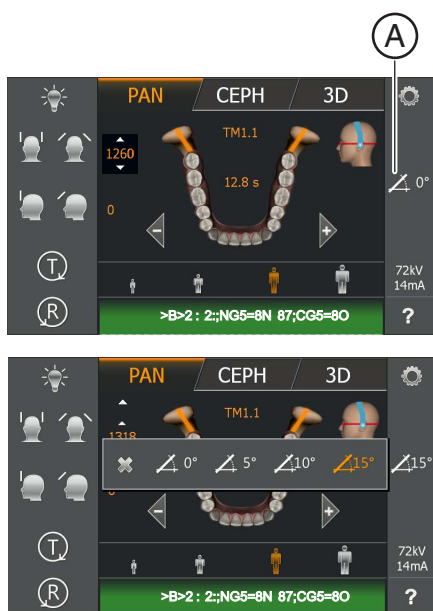 A
PAN CEPH 3D
TM1.1
1260
12.8 s
0° 
0
T
R
72kV
14mA
>B>2 : 2:;NG5=8N 87;CG5=8O
?
PAN CEPH 3D
TM1.1
1318
0° 5° 10° 15° 15°
T
R
72kV
14mA
>B>2 : 2:;NG5=8N 87;CG5=8O
?